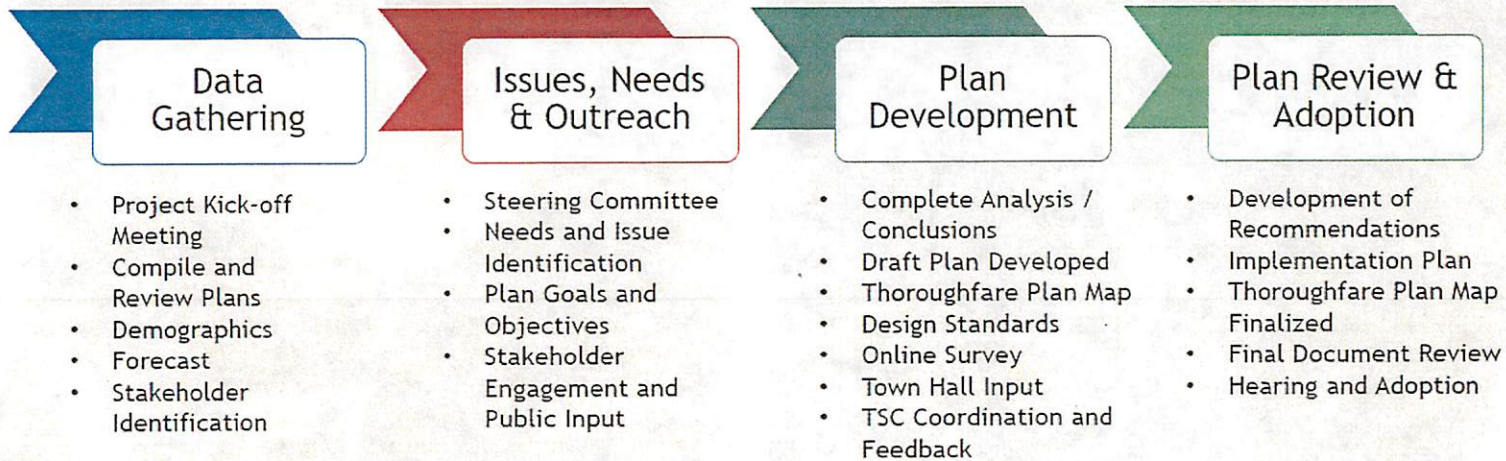 Data
Gathering
• Project Kick-off
Meeting
• Compile and
Review Plans
• Demographics
• Forecast
• Stakeholder
Identification
Issues, Needs
& Outreach
• Steering Committee
• Needs and Issue
Identification
• Plan Goals and
Objectives
• Stakeholder
Engagement and
Public Input
Plan
Development
• Complete Analysis /
Conclusions
• Draft Plan Developed
• Thoroughfare Plan Map
• Design Standards
• Online Survey
• Town Hall Input
• TSC Coordination and
Feedback
Plan Review &
Adoption
• Development of
Recommendations
• Implementation Plan
• Thoroughfare Plan Map
Finalized
• Final Document Review
• Hearing and Adoption